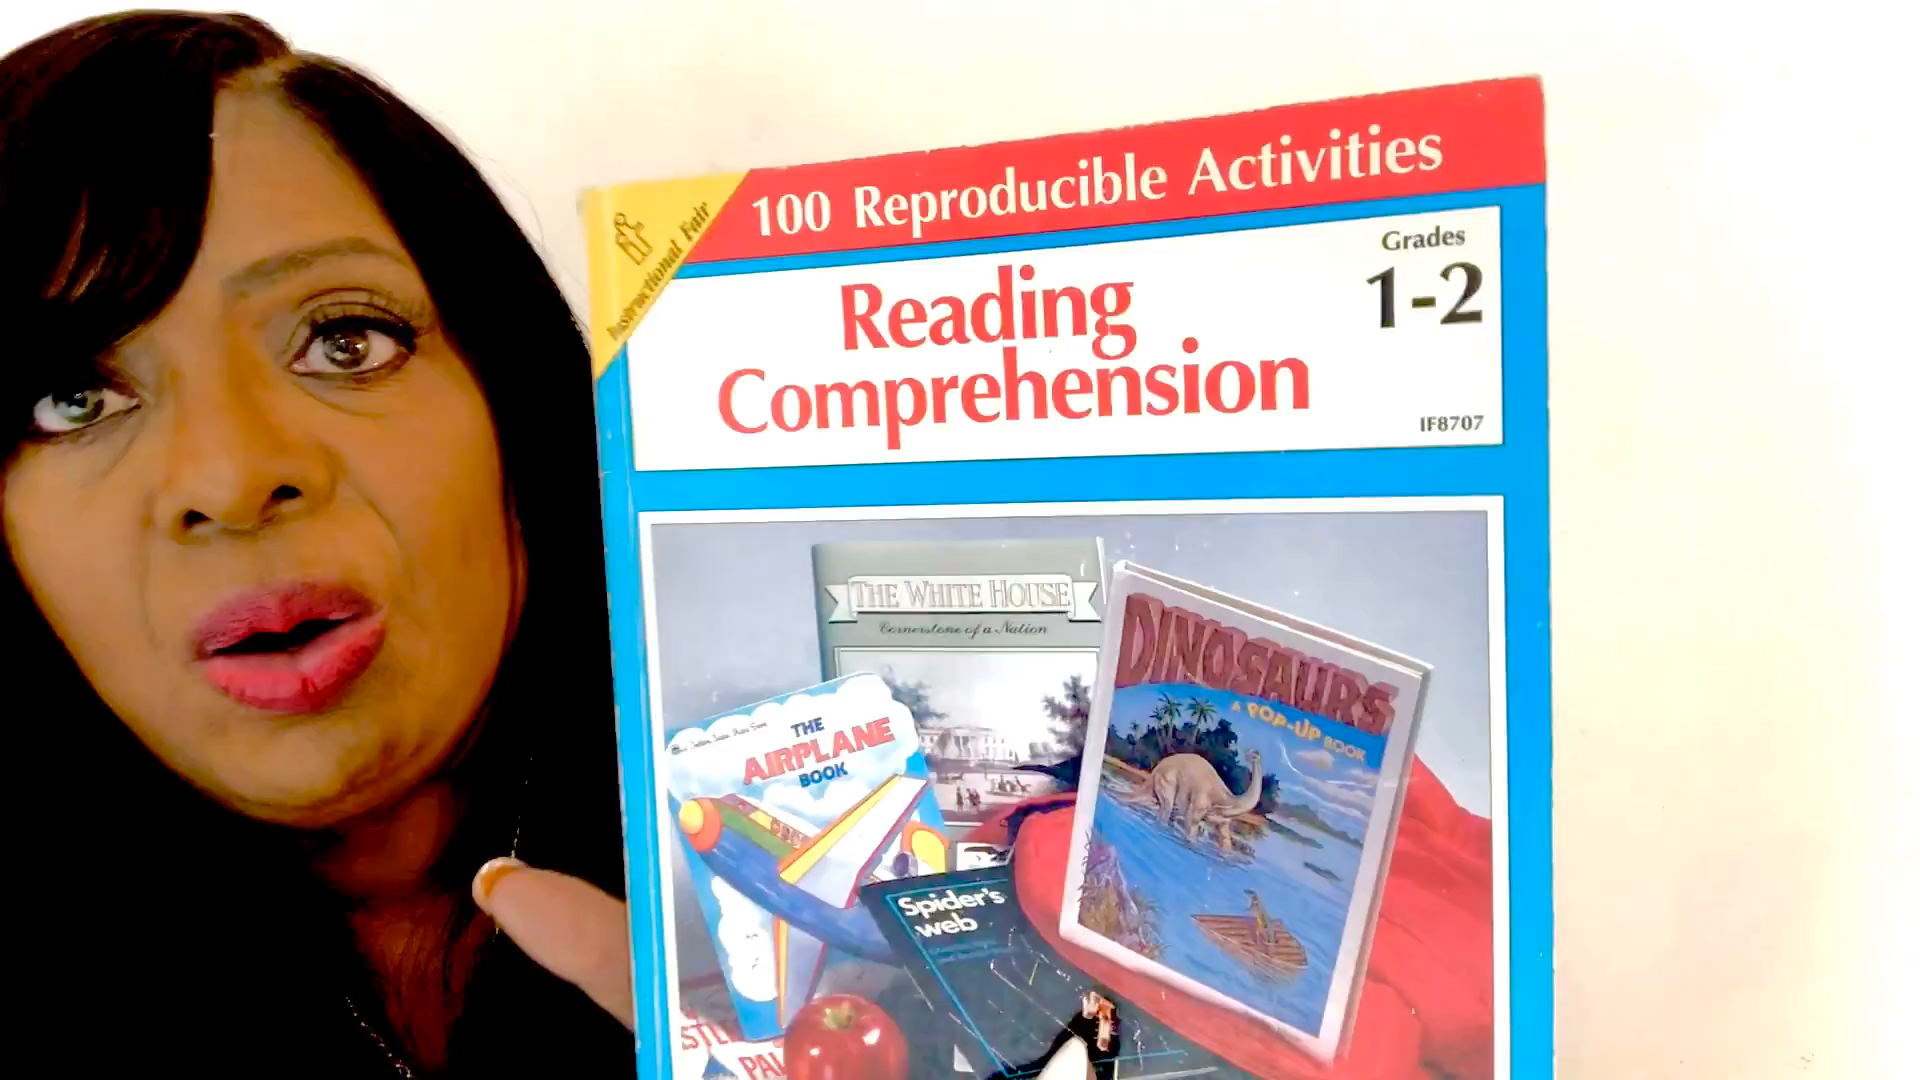 100 Reproducible Activities
Instructional Fair
Grades
1-2
Reading
Comprehension
IF8707
THE WHITE HOUSE
Cornerstone of a Nation
DINOSAURS
A POP-UP BOOK
THE
AIRPLANE
BOOK
Spider's
web